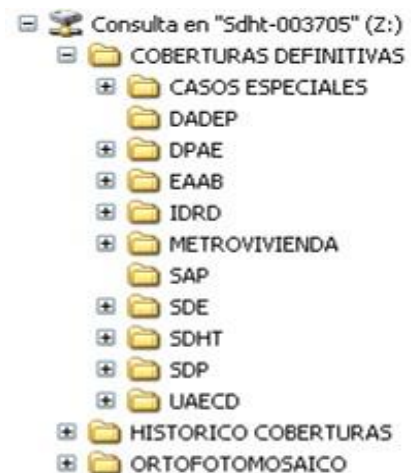 Consulta en "Sdht-003705" (Z:)
COBERTURAS DEFINITIVAS
CASOS ESPECIALES
DADEP
DPAE
EAAB
IDRD
METROVIVIENDA
SAP
SDE
SDHT
SDP
UAECD
HISTORICO COBERTURAS
ORTOFOTOMOSAICO